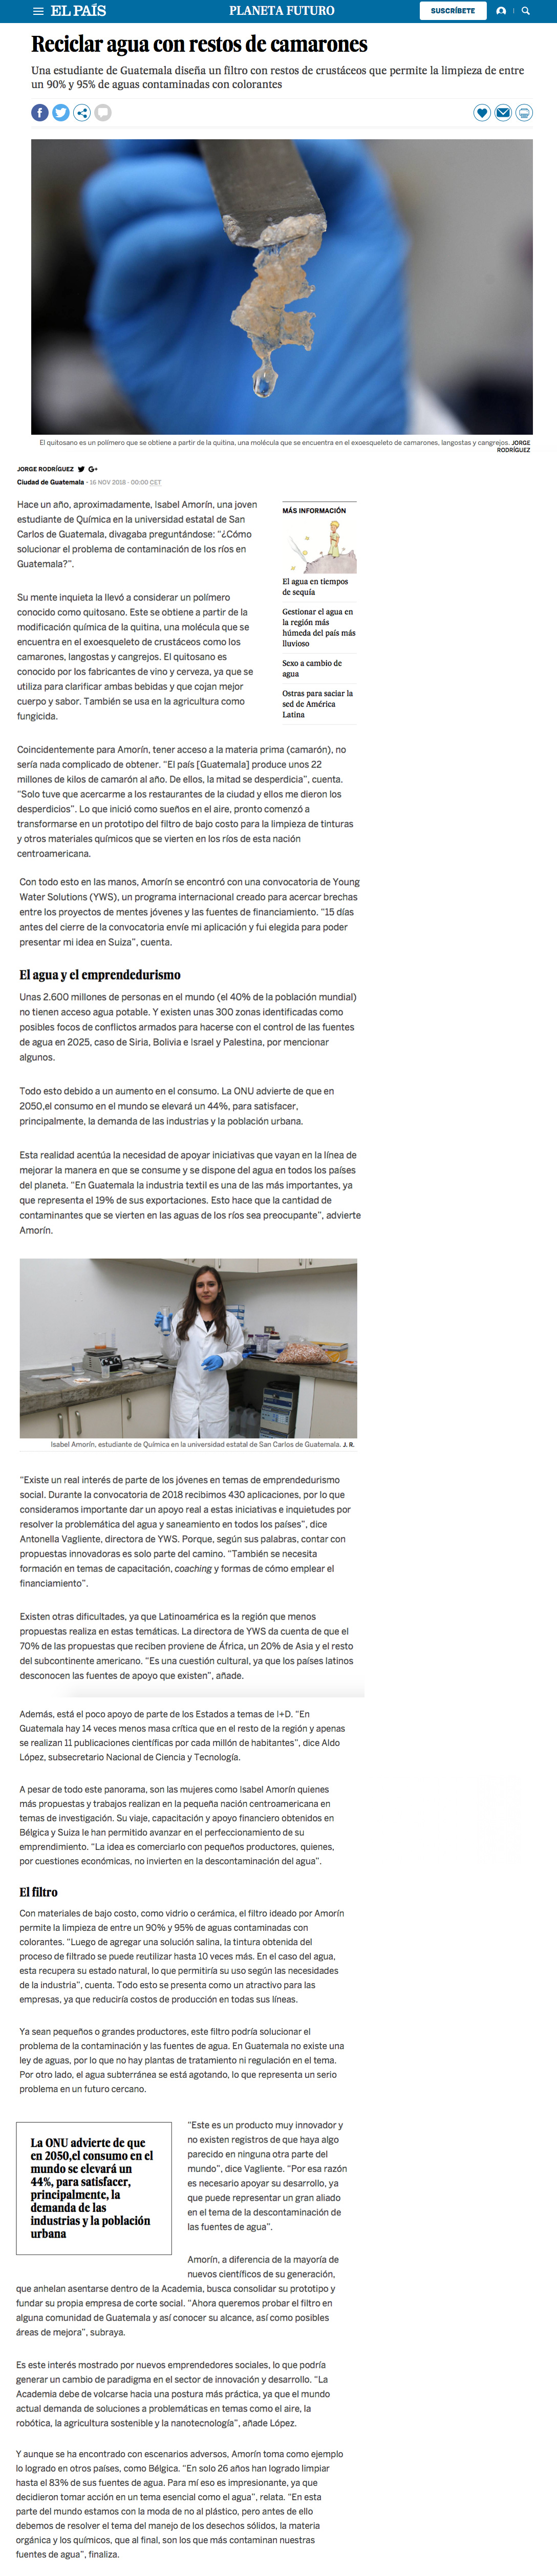 EL PAÍS
PLANETA FUTURO
SUSCRÍBETE
Reciclar agua con restos de camarones
Una estudiante de Guatemala diseña un filtro con restos de crustáceos que permite la limpieza de entre
un 90% y 95% de aguas contaminadas con colorantes
El quitosano es un polímero que se obtiene a partir de la quitina, una molécula que se encuentra en el exoesqueleto de camarones, langostas y cangrejos. JORGE
RODRÍGUEZ
JORGE RODRÍGUEZ
Ciudad de Guatemala - 16 NOV 2018 - 00:00 CET
Hace un año, aproximadamente, Isabel Amorín, una joven
estudiante de Química en la universidad estatal de San
Carlos de Guatemala, divagaba preguntándose: "¿Cómo
solucionar el problema de contaminación de los ríos en
Guatemala?".
Su mente inquieta la llevó a considerar un polímero
conocido como quitosano. Este se obtiene a partir de la
modificación química de la quitina, una molécula que se
encuentra en el exoesqueleto de crustáceos como los
camarones, langostas y cangrejos. El quitosano es
conocido por los fabricantes de vino y cerveza, ya que se
utiliza para clarificar ambas bebidas y que cojan mejor
cuerpo y sabor. También se usa en la agricultura como
fungicida.
MÁS INFORMACIÓN
El agua en tiempos
de sequía
Gestionar el agua en
la región más
húmeda del país más
lluvioso
Sexo a cambio de
agua
Ostras para saciar la
sed de América
Latina
Coincidentemente para Amorín, tener acceso a la materia prima (camarón), no
sería nada complicado de obtener. "El país [Guatemala] produce unos 22
millones de kilos de camarón al año. De ellos, la mitad se desperdicia", cuenta.
"Solo tuve que acercarme a los restaurantes de la ciudad y ellos me dieron los
desperdicios". Lo que inició como sueños en el aire, pronto comenzó a
transformarse en un prototipo del filtro de bajo costo para la limpieza de tinturas
y otros materiales químicos que se vierten en los ríos de esta nación
centroamericana.
Con todo esto en las manos, Amorín se encontró con una convocatoria de Young
Water Solutions (YWS), un programa internacional creado para acercar brechas
entre los proyectos de mentes jóvenes y las fuentes de financiamiento. "15 días
antes del cierre de la convocatoria envíe mi aplicación y fui elegida para poder
presentar mi idea en Suiza", cuenta.
El agua y el emprendedurismo
Unas 2.600 millones de personas en el mundo (el 40% de la población mundial)
no tienen acceso agua potable. Y existen unas 300 zonas identificadas como
posibles focos de conflictos armados para hacerse con el control de las fuentes
de agua en 2025, caso de Siria, Bolivia e Israel y Palestina, por mencionar
algunos.
Todo esto debido a un aumento en el consumo. La ONU advierte de que en
2050,el consumo en el mundo se elevará un 44%, para satisfacer,
principalmente, la demanda de las industrias y la población urbana.
Esta realidad acentúa la necesidad de apoyar iniciativas que vayan en la línea de
mejorar la manera en que se consume y se dispone del agua en todos los países
del planeta. "En Guatemala la industria textil es una de las más importantes, ya
que representa el 19% de sus exportaciones. Esto hace que la cantidad de
contaminantes que se vierten en las aguas de los ríos sea preocupante", advierte
Amorín.
Isabel Amorín, estudiante de Química en la universidad estatal de San Carlos de Guatemala. J. R.
"Existe un real interés de parte de los jóvenes en temas de emprendedurismo
social. Durante la convocatoria de 2018 recibimos 430 aplicaciones, por lo que
consideramos importante dar un apoyo real a estas iniciativas e inquietudes por
resolver la problemática del agua y saneamiento en todos los países", dice
Antonella Vagliente, directora de YWS. Porque, según sus palabras, contar con
propuestas innovadoras es solo parte del camino. "También se necesita
formación en temas de capacitación, coaching y formas de cómo emplear el
financiamiento".
Existen otras dificultades, ya que Latinoamérica es la región que menos
propuestas realiza en estas temáticas. La directora de YWS da cuenta de que el
70% de las propuestas que reciben proviene de África, un 20% de Asia y el resto
del subcontinente americano. "Es una cuestión cultural, ya que los países latinos
desconocen las fuentes de apoyo que existen", añade.
Además, está el poco apoyo de parte de los Estados a temas de I+D. "En
Guatemala hay 14 veces menos masa crítica que en el resto de la región y apenas
se realizan 11 publicaciones científicas por cada millón de habitantes", dice Aldo
López, subsecretario Nacional de Ciencia y Tecnología.
A pesar de todo este panorama, son las mujeres como Isabel Amorín quienes
más propuestas y trabajos realizan en la pequeña nación centroamericana en
temas de investigación. Su viaje, capacitación y apoyo financiero obtenidos en
Bélgica y Suiza le han permitido avanzar en el perfeccionamiento de su
emprendimiento. "La idea es comerciarlo con pequeños productores, quienes,
por cuestiones económicas, no invierten en la descontaminación del agua".
El filtro
Con materiales de bajo costo, como vidrio o cerámica, el filtro ideado por Amorín
permite la limpieza de entre un 90% y 95% de aguas contaminadas con
colorantes. "Luego de agregar una solución salina, la tintura obtenida del
proceso de filtrado se puede reutilizar hasta 10 veces más. En el caso del agua,
esta recupera su estado natural, lo que permitiría su uso según las necesidades
de la industria", cuenta. Todo esto se presenta como un atractivo para las
empresas, ya que reduciría costos de producción en todas sus líneas.
Ya sean pequeños o grandes productores, este filtro podría solucionar el
problema de la contaminación y las fuentes de agua. En Guatemala no existe una
ley de aguas, por lo que no hay plantas de tratamiento ni regulación en el tema.
Por otro lado, el agua subterránea se está agotando, lo que representa un serio
problema en un futuro cercano.
La ONU advierte de que
en 2050,el consumo en el
mundo se elevará un
44%, para satisfacer,
principalmente, la
demanda de las
industrias y la población
urbana
"Este es un producto muy innovador y
no existen registros de que haya algo
parecido en ninguna otra parte del
mundo", dice Vagliente. "Por esa razón
es necesario apoyar su desarrollo, ya
que puede representar un gran aliado
en el tema de la descontaminación de
las fuentes de agua".
Amorín, a diferencia de la mayoría de
nuevos científicos de su generación,
que anhelan asentarse dentro de la Academia, busca consolidar su prototipo y
fundar su propia empresa de corte social. "Ahora queremos probar el filtro en
alguna comunidad de Guatemala y así conocer su alcance, así como posibles
áreas de mejora", subraya.
Es este interés mostrado por nuevos emprendedores sociales, lo que podría
generar un cambio de paradigma en el sector de innovación y desarrollo. "La
Academia debe de volcarse hacia una postura más práctica, ya que el mundo
actual demanda de soluciones a problemáticas en temas como el aire, la
robótica, la agricultura sostenible y la nanotecnología", añade López.
Y aunque se ha encontrado con escenarios adversos, Amorín toma como ejemplo
lo logrado en otros países, como Bélgica. "En solo 26 años han logrado limpiar
hasta el 83% de sus fuentes de agua. Para mí eso es impresionante, ya que
decidieron tomar acción en un tema esencial como el agua", relata. "En esta
parte del mundo estamos con la moda de no al plástico, pero antes de ello
debemos de resolver el tema del manejo de los desechos sólidos, la materia
orgánica y los químicos, que al final, son los que más contaminan nuestras
fuentes de agua", finaliza.